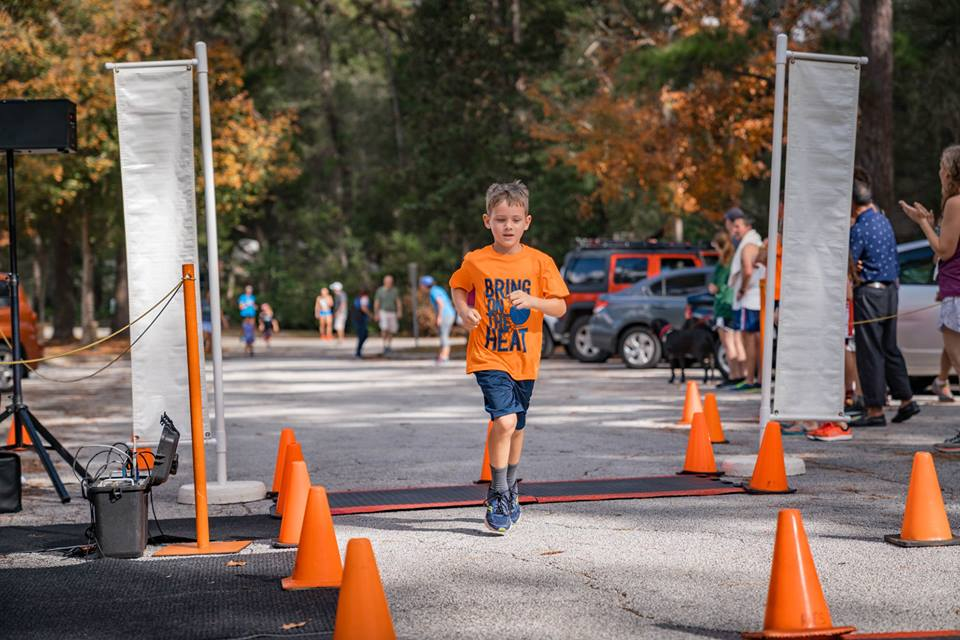 BRING
ON
THE
HEAT